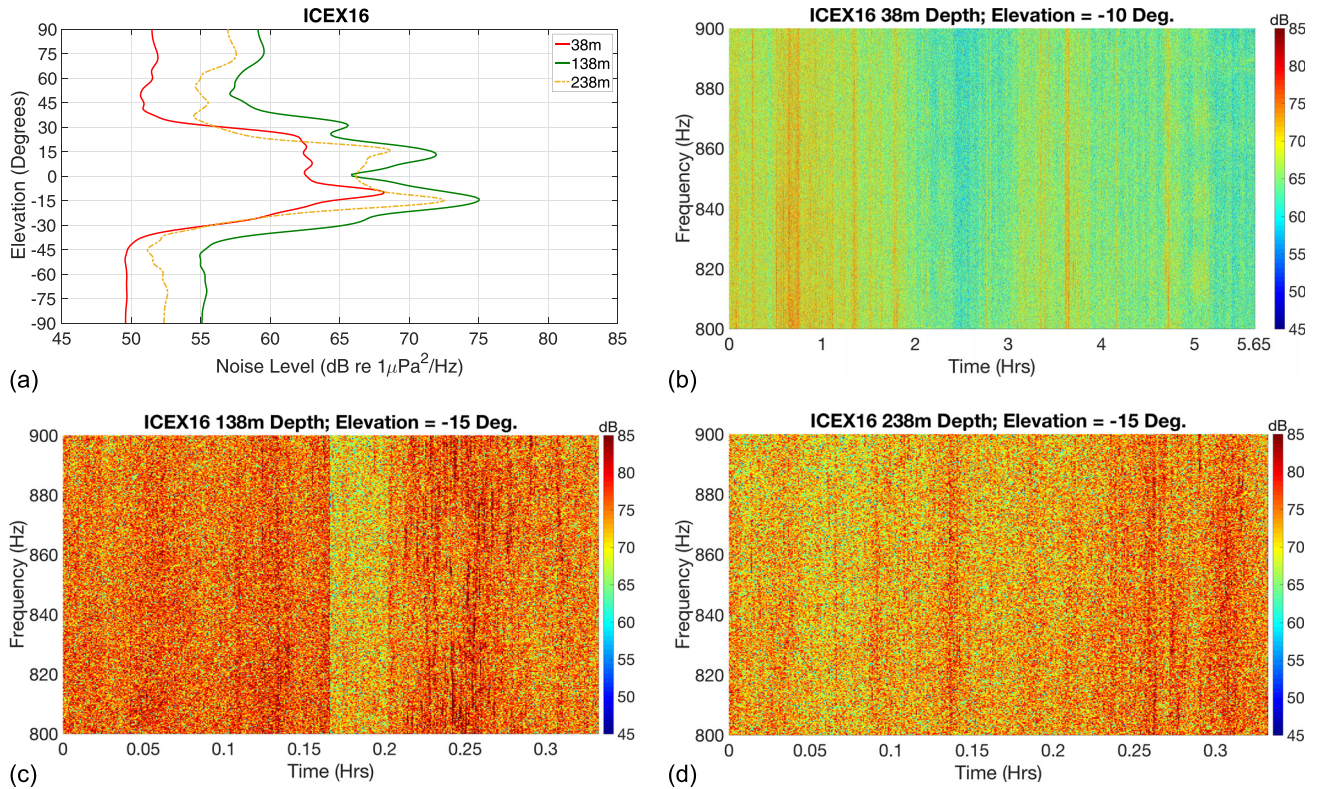 ICEX16
90
75
60
45
30
15
0
-15
-30
-45
-60
-75
-90
Elevation (Degrees)
38m
138m
238m
45 50 55 60 65 70 75 80 85
Noise Level (dB re 1μPa²/Hz)
(a)
ICEX16 38m Depth; Elevation = -10 Deg.
dB
900
880
860
840
820
800
Frequency (Hz)
0 1 2 3 4 5 5.65
Time (Hrs)
85
80
75
70
65
60
55
50
45
(b)
ICEX16 138m Depth; Elevation = -15 Deg.
dB
900
880
860
840
820
800
Frequency (Hz)
0 0.05 0.1 0.15 0.2 0.25 0.3
Time (Hrs)
85
80
75
70
65
60
55
50
45
(c)
ICEX16 238m Depth; Elevation = -15 Deg.
dB
900
880
860
840
820
800
Frequency (Hz)
0 0.05 0.1 0.15 0.2 0.25 0.3
Time (Hrs)
85
80
75
70
65
60
55
50
45
(d)